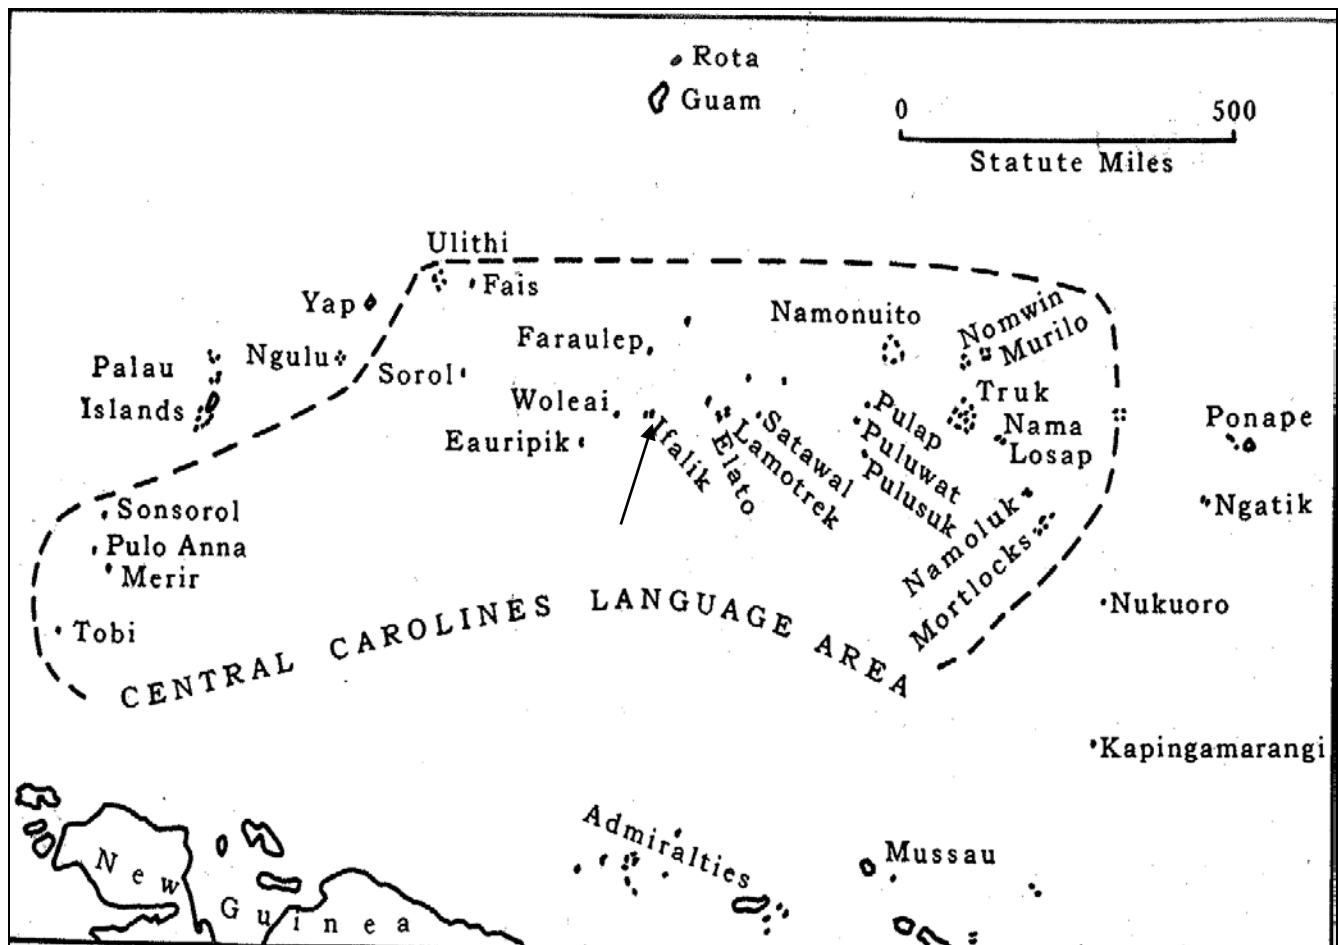 Rota
Guam
0 500
Statute Miles
Ulithi
Fais
Yap
Namonuito
Nomwin
Murilo
Faraulep
Ngulu
Sorol
Palau
Islands
Woleai
Ifalik
Eauripik
Elato
Lamotrek
Satawal
Pulap
Puluwat
Pulusuk
Truk
Nama
Losap
Ponape
Ngatik
Namoluk
Mortlocks
Sonsorol
Pulo Anna
Merir
Tobi
Nukuoro
CENTRAL CAROLINES LANGUAGE AREA
Kapingamarangi
Admiralties
Mussau
New
Guinea